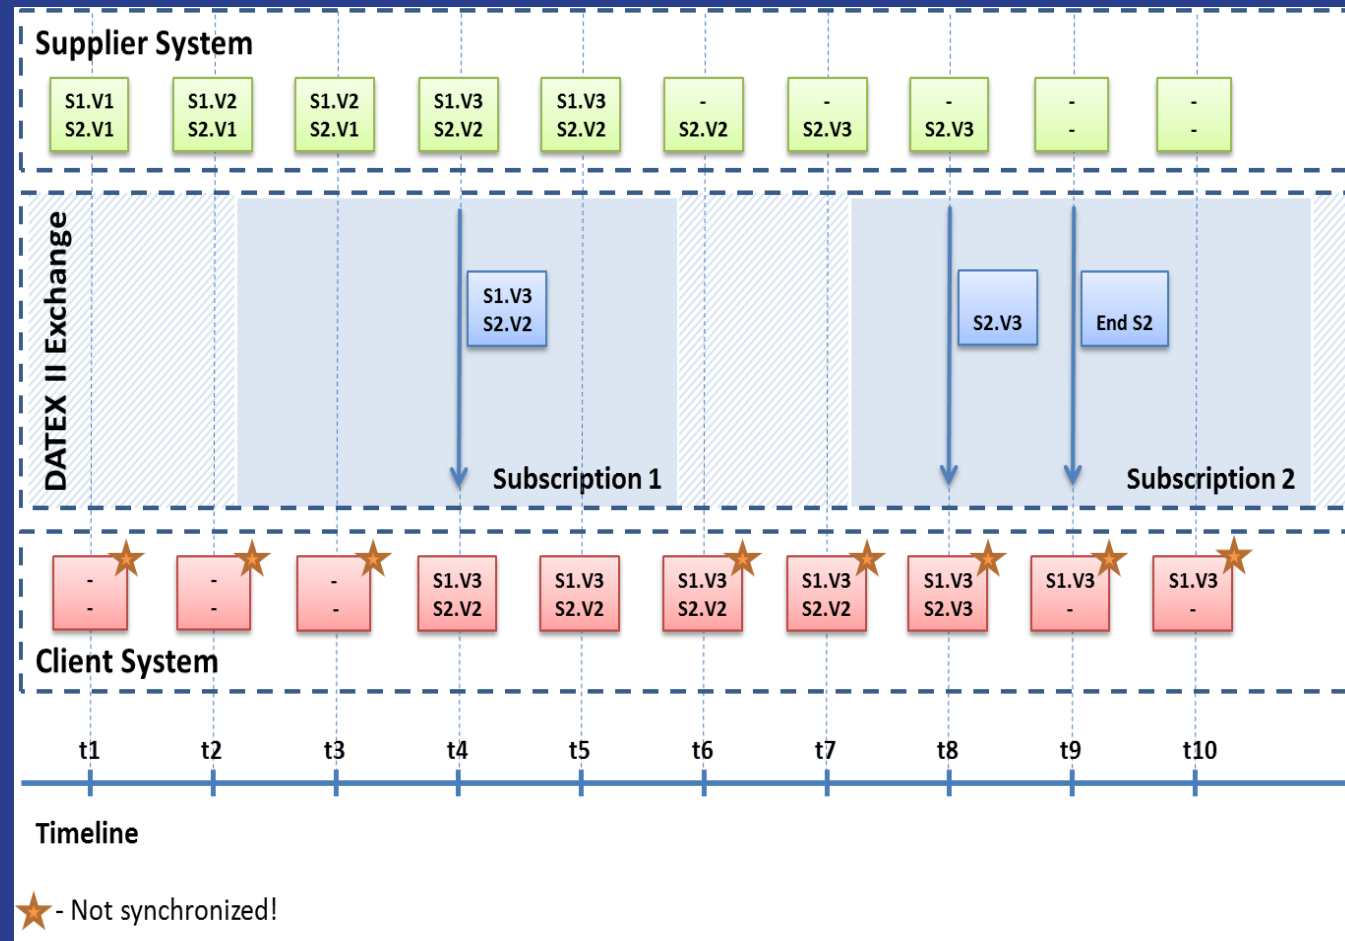 Supplier System
S1.V1
S2.V1
S1.V2
S2.V1
S1.V2
S2.V1
S1.V3
S2.V2
S1.V3
S2.V2
-
S2.V2
-
S2.V3
-
S2.V3
-
-
-
-
DATEX II Exchange
S1.V3
S2.V2
S2.V3
End S2
Subscription 1
Subscription 2
-
-
-
-
-
-
S1.V3
S2.V2
S1.V3
S2.V2
S1.V3
S2.V2
S1.V3
S2.V2
S1.V3
S2.V3
S1.V3
-
S1.V3
-
Client System
t1 t2 t3 t4 t5 t6 t7 t8 t9 t10
Timeline
- Not synchronized!